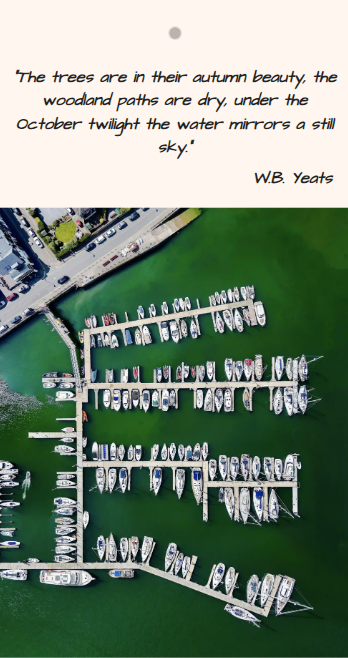 "The trees are in their autumn beauty, the
woodland paths are dry, under the
October twilight the water mirrors a still
sky."
W.B. Yeats